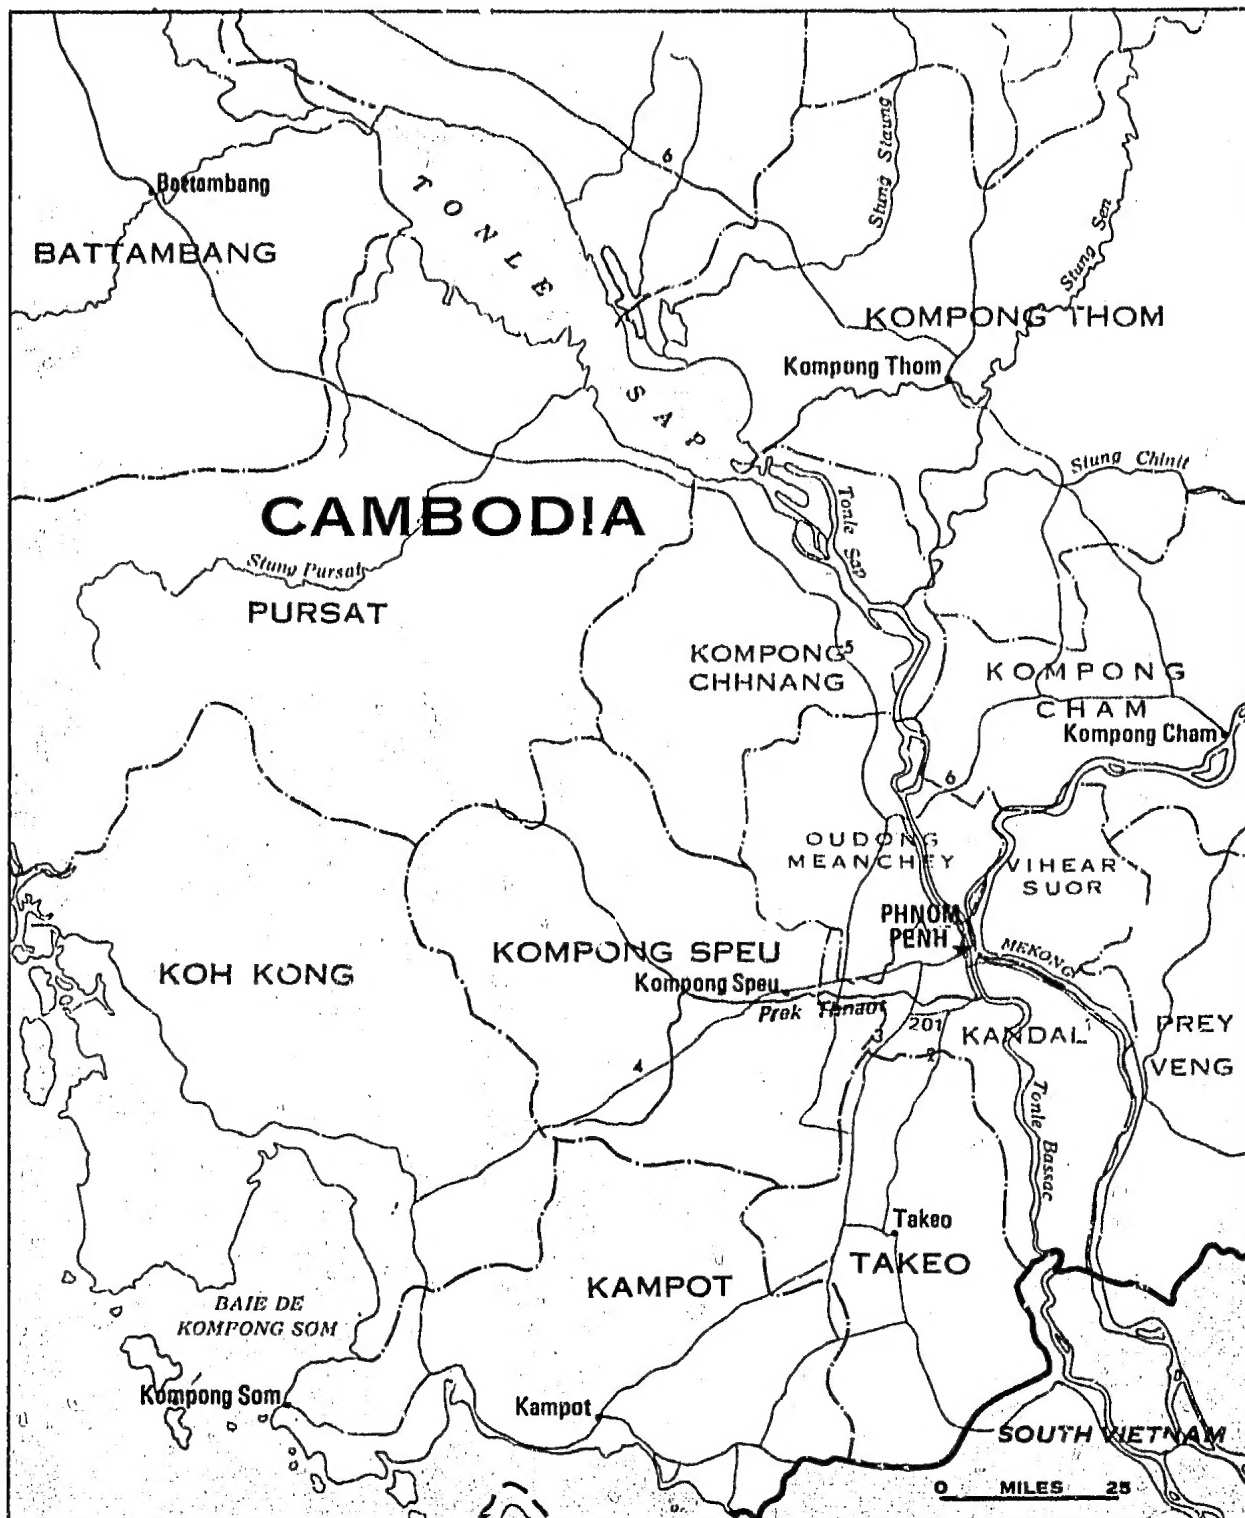 6
Stung Staung
Battambang
TONLE SAP
BATTAMBANG
Stung Sen
KOMPONG THOM
Kompong Thom
Stung Chinit
CAMBODIA
Tonle Sap
Stung Pursat
PURSAT
KOMPONG
CHHNANG
5
KOMPONG
CHAM
Kompong Cham
6
OUDONG
MEANCHEY
VIHEAR
SUOR
PHNOM
PENH
MEKONG
KOMPONG SPEU
KOH KONG
Kompong Speu
Prek Thnaot
201
3
2
KANDAL
PREY
VENG
4
Tonle Bassac
Takeo
TAKEO
KAMPOT
BAIE DE
KOMPONG SOM
Kompong Som
Kampot
SOUTH VIETNAM
0 MILES 25